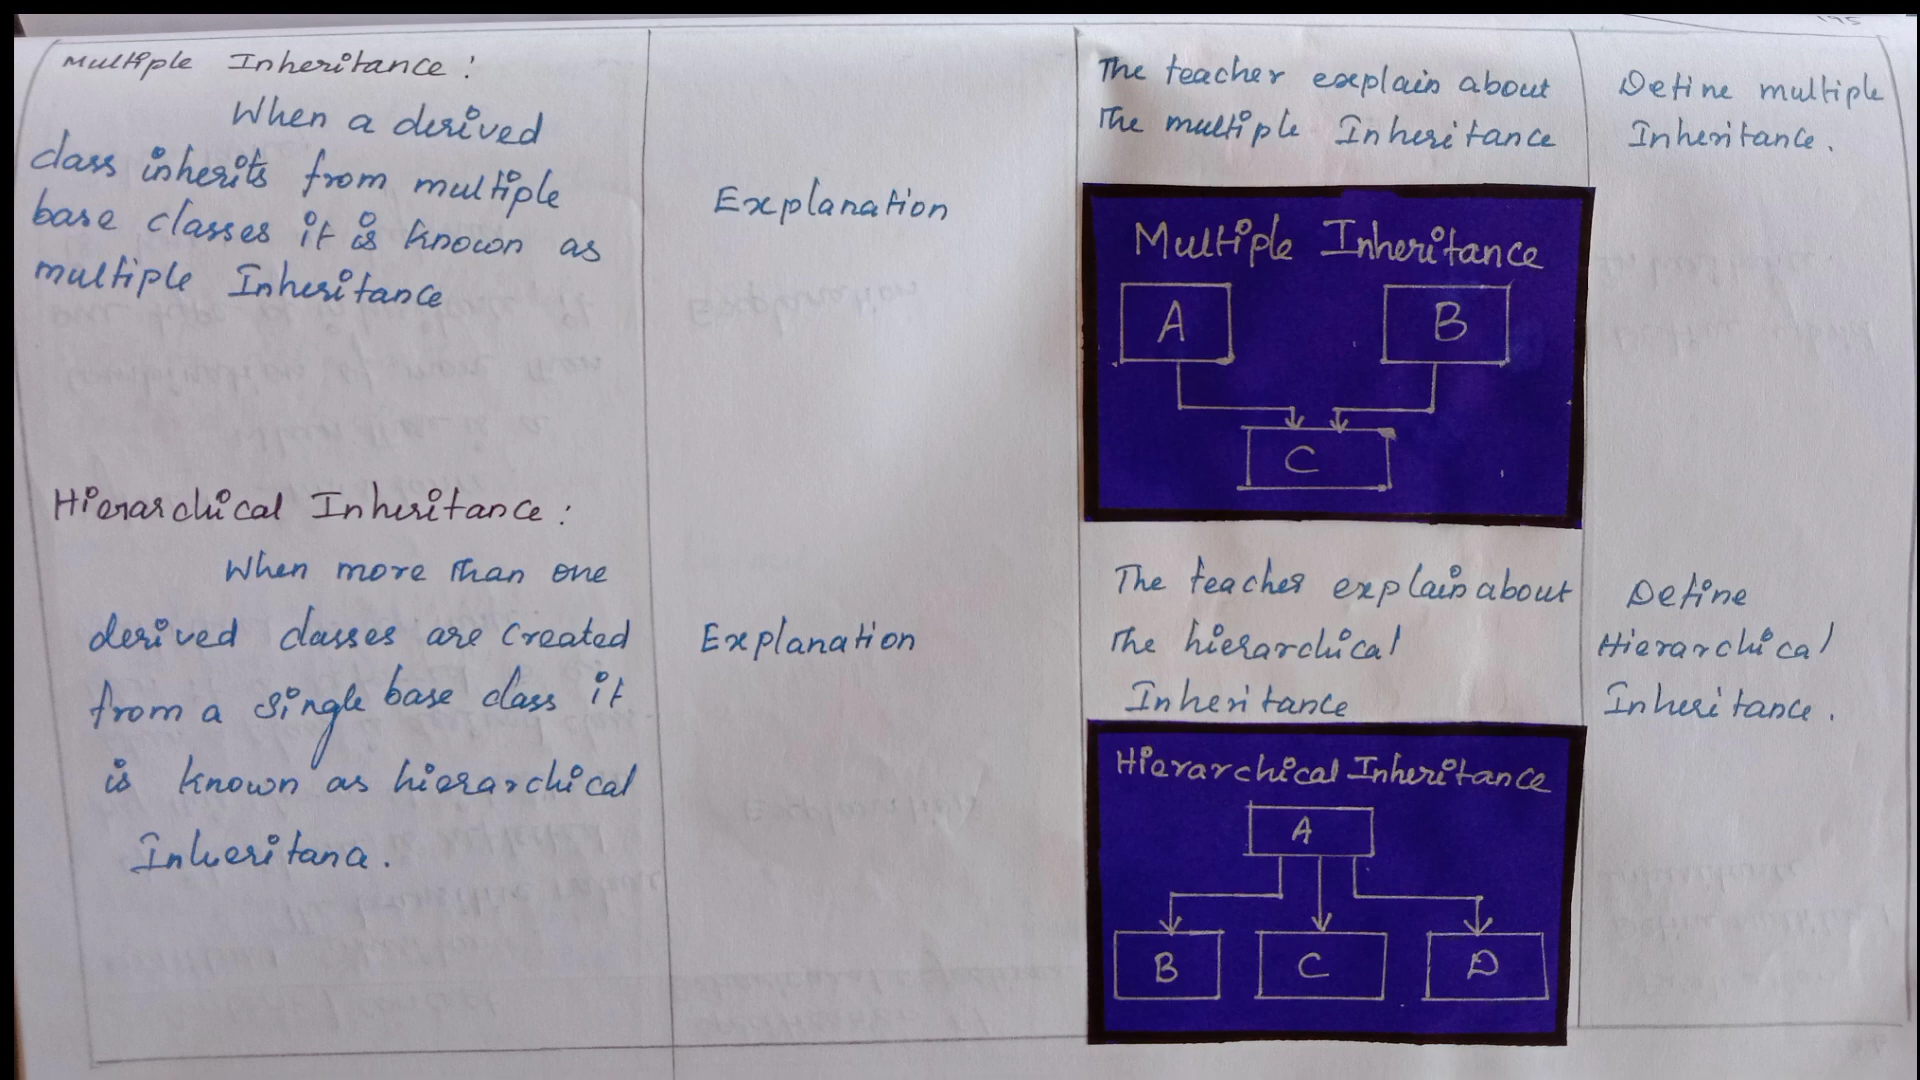 Multiple Inheritance :
When a derived
class inherits from multiple
base classes it is known as
multiple Inheritance
Explanation
The teacher explain about
The multiple Inheritance
Multiple Inheritance
A
B
C
Define multiple
Inheritance.
Hierarchical Inheritance :
When more Than one
derived classes are created
from a single base class it
is known as hierarchical
Inheritana.
Explanation
The teacher explain about
The hierarchical
Inheritance
Hierarchical Inheritance
A
B
C
D
Define
Hierarchical
Inheritance.